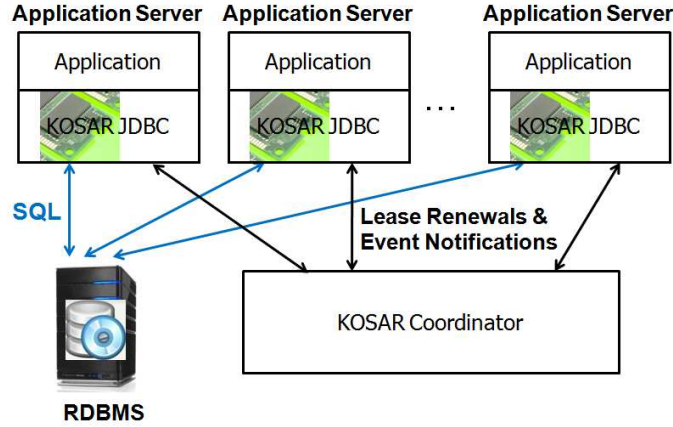 Application Server
Application Server
Application Server
Application
Application
Application
KOSAR JDBC
KOSAR JDBC
...
KOSAR JDBC
SQL
Lease Renewals &
Event Notifications
KOSAR Coordinator
RDBMS